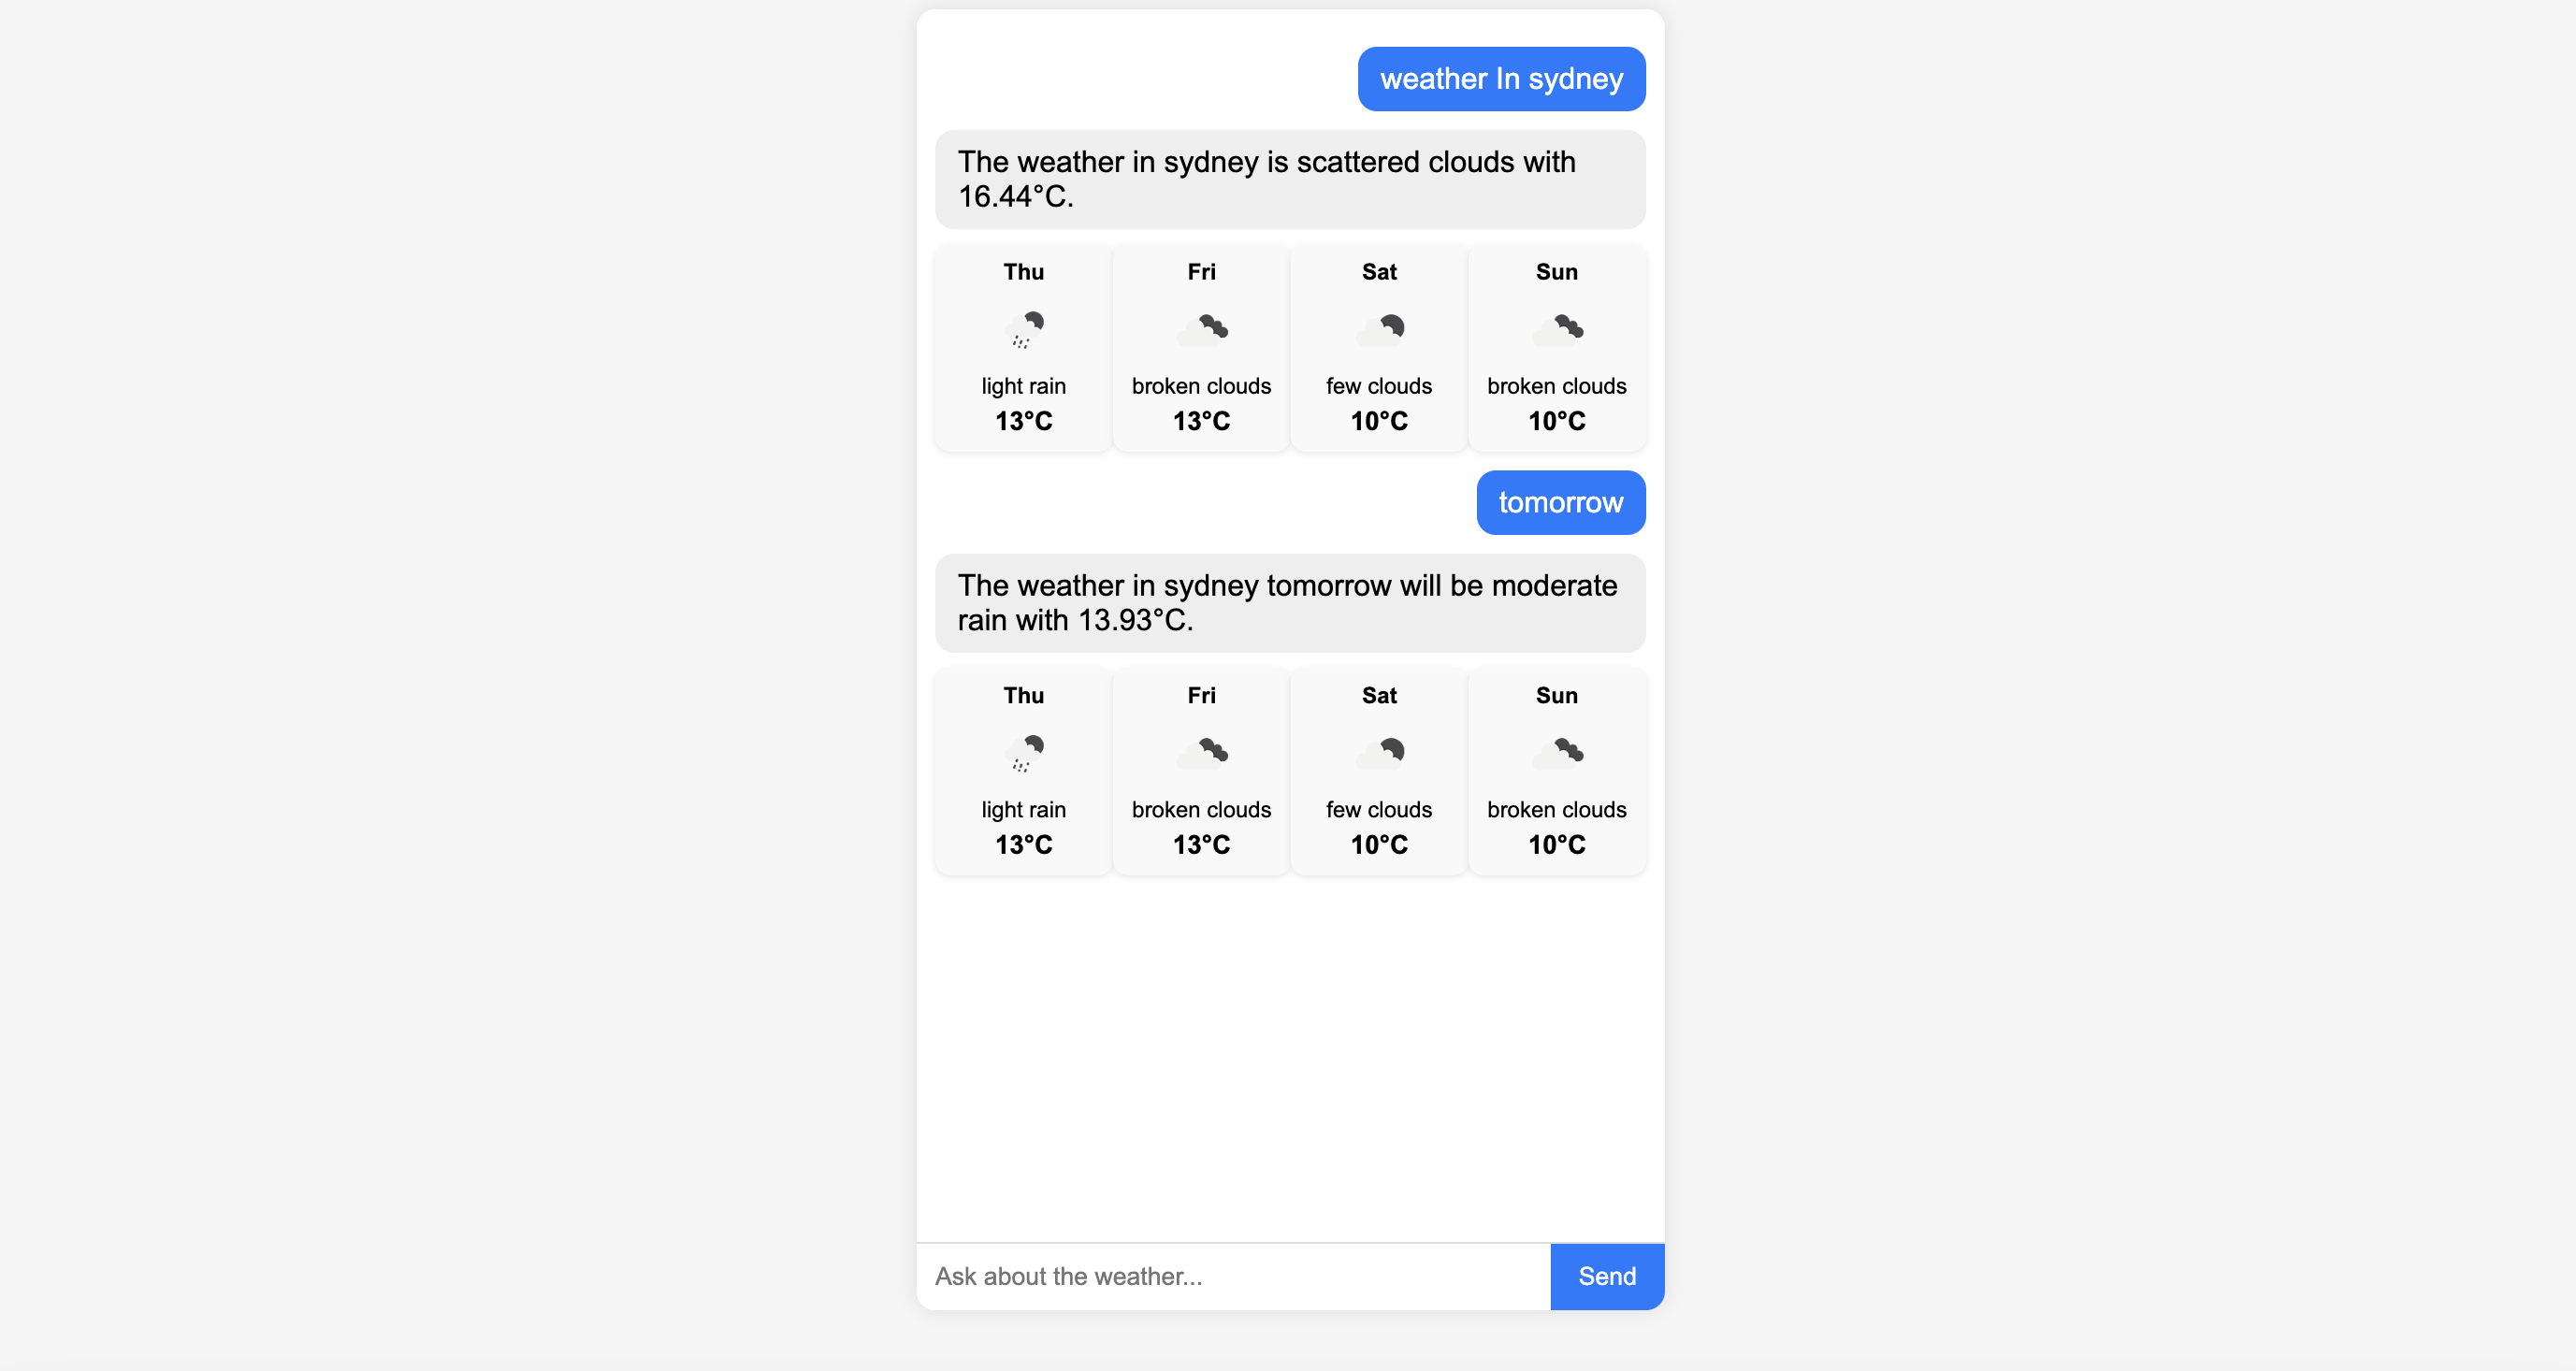 weather In sydney
The weather in sydney is scattered clouds with
16.44°C.
Thu Fri Sat Sun
light rain broken clouds few clouds broken clouds
13°C 13°C 10°C 10°C
tomorrow
The weather in sydney tomorrow will be moderate
rain with 13.93°C.
Thu Fri Sat Sun
light rain broken clouds few clouds broken clouds
13°C 13°C 10°C 10°C
Ask about the weather... Send